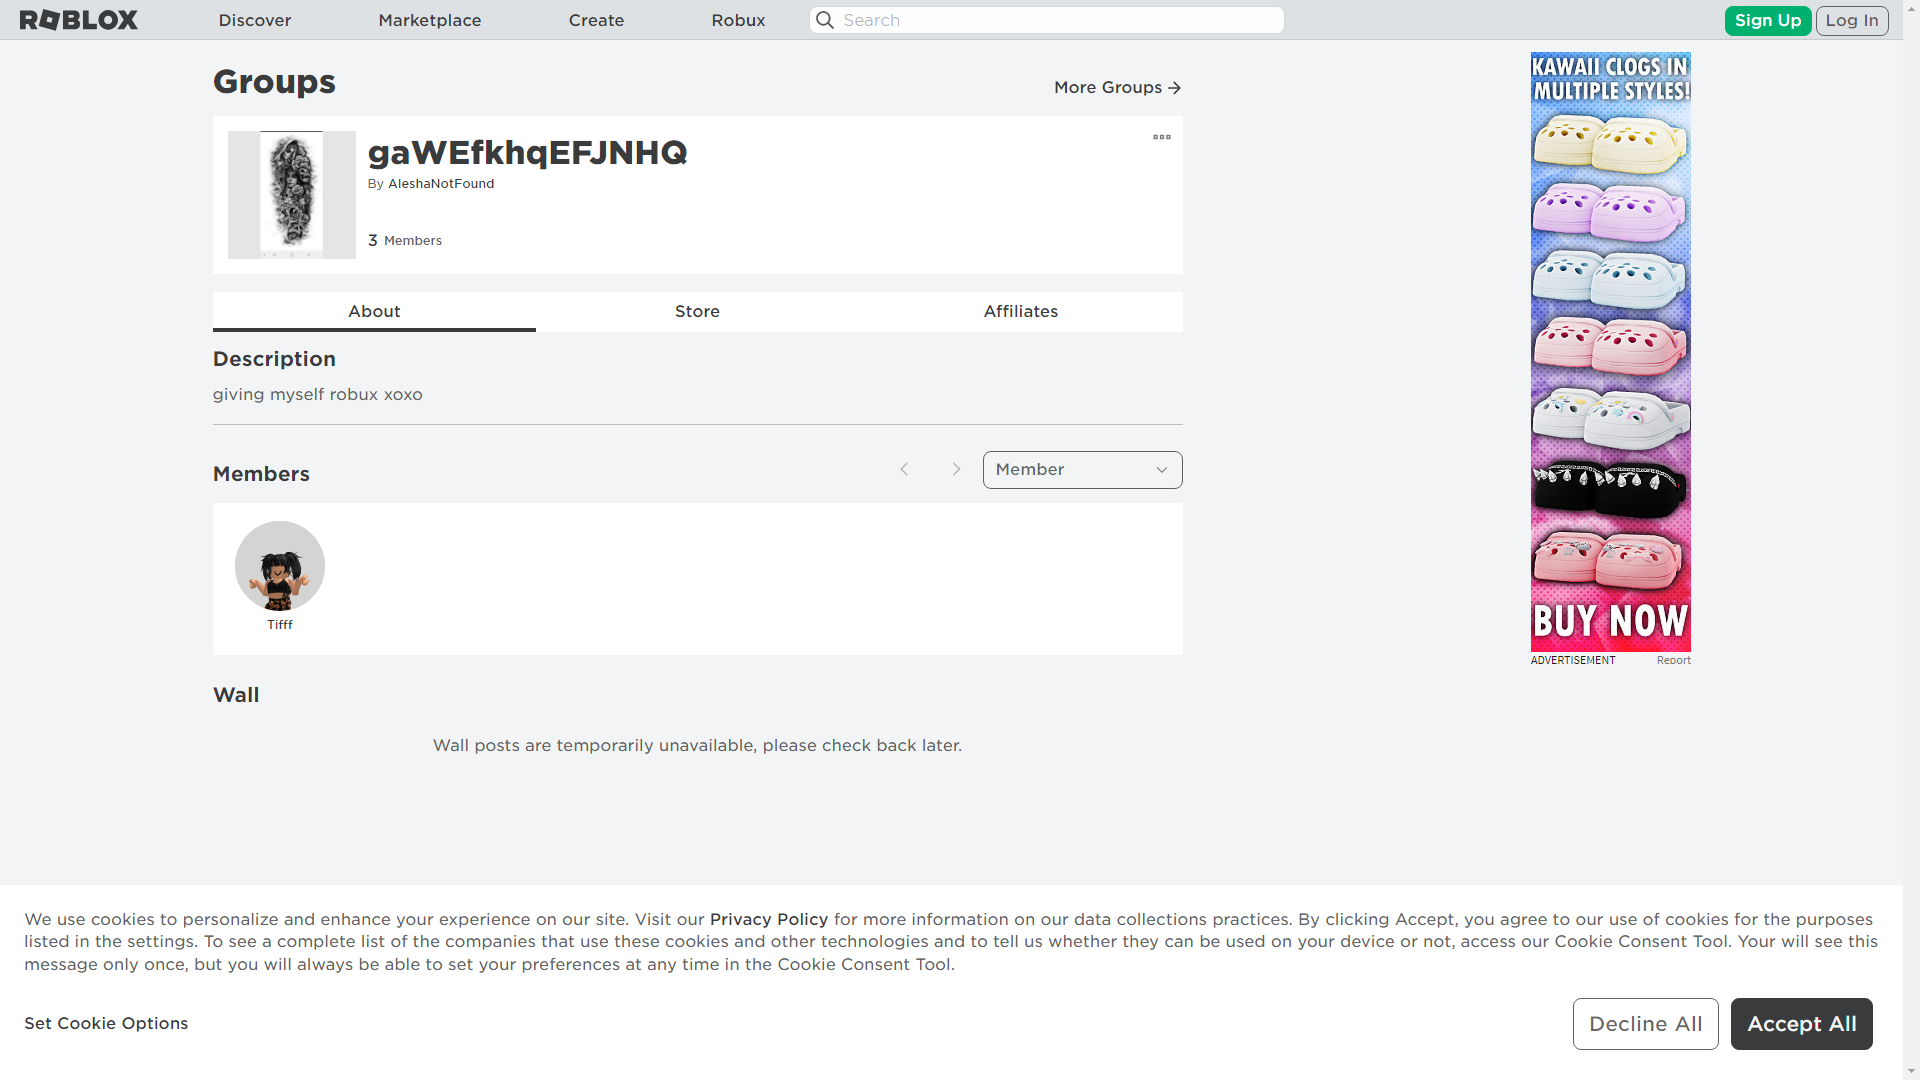 ROBLOX
Discover
Marketplace
Create
Robux
Search
Sign Up
Log In
Groups
More Groups
gaWEfkhqEFJNHQ
By AleshaNotFound
3 Members
About
Store
Affiliates
Description
giving myself robux xoxo
Members
Member
Tifff
Wall
Wall posts are temporarily unavailable, please check back later.
KAWAII CLOGS IN
MULTIPLE STYLES!
BUY NOW
ADVERTISEMENT
Report
We use cookies to personalize and enhance your experience on our site. Visit our Privacy Policy for more information on our data collections practices. By clicking Accept, you agree to our use of cookies for the purposes
listed in the settings. To see a complete list of the companies that use these cookies and other technologies and to tell us whether they can be used on your device or not, access our Cookie Consent Tool. Your will see this
message only once, but you will always be able to set your preferences at any time in the Cookie Consent Tool.
Set Cookie Options
Decline All
Accept All